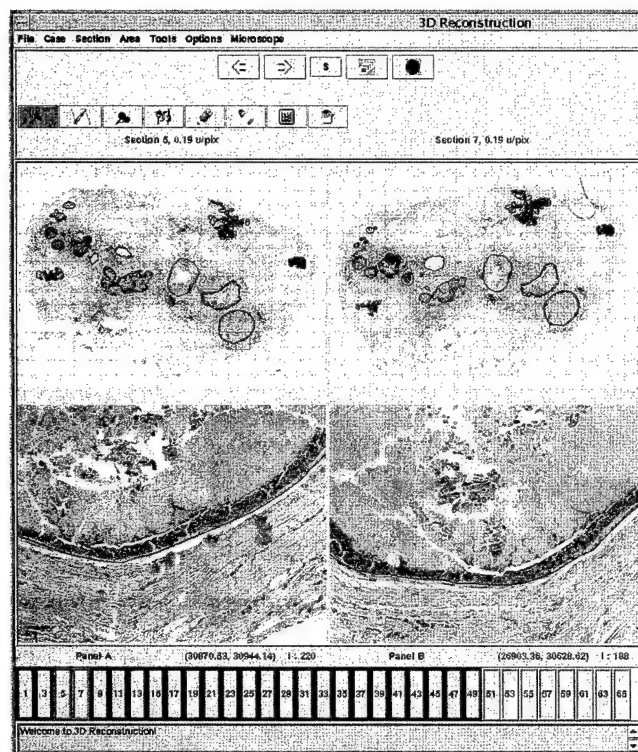 3D Reconstruction
File Case Section Area Tools Options Microscope
S
Section 5, 0.19 u/pix Section 7, 0.19 u/pix
Panel A (30870.53, 30944.14) I : 220 Panel B (26903.36, 30628.62) I : 188
1 3 5 7 9 11 13 15 17 19 21 23 25 27 29 31 33 35 37 39 41 43 45 47 49 51 53 55 57 59 61 63 65
Welcome to 3D Reconstruction!